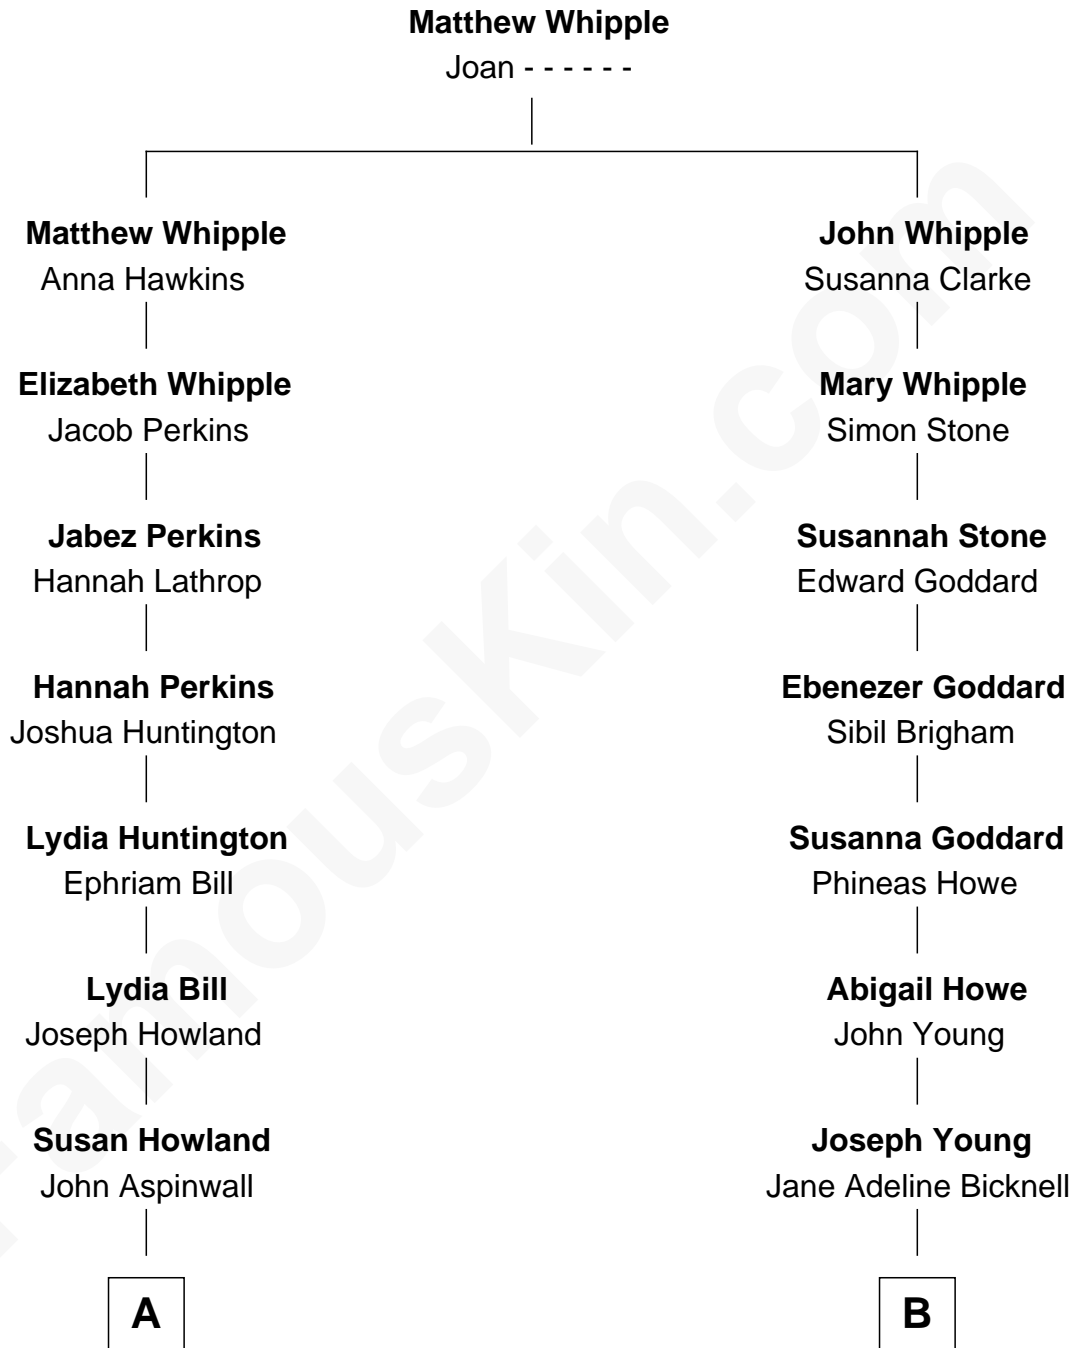 Matthew Whipple
Joan - - - - - -
Matthew Whipple
Anna Hawkins
Elizabeth Whipple
Jacob Perkins
Jabez Perkins
Hannah Lathrop
Hannah Perkins
Joshua Huntington
Lydia Huntington
Ephriam Bill
Lydia Bill
Joseph Howland
Susan Howland
John Aspinwall
A
John Whipple
Susanna Clarke
Mary Whipple
Simon Stone
Susannah Stone
Edward Goddard
Ebenezer Goddard
Sibil Brigham
Susanna Goddard
Phineas Howe
Abigail Howe
John Young
Joseph Young
Jane Adeline Bicknell
B
FamousKin.com